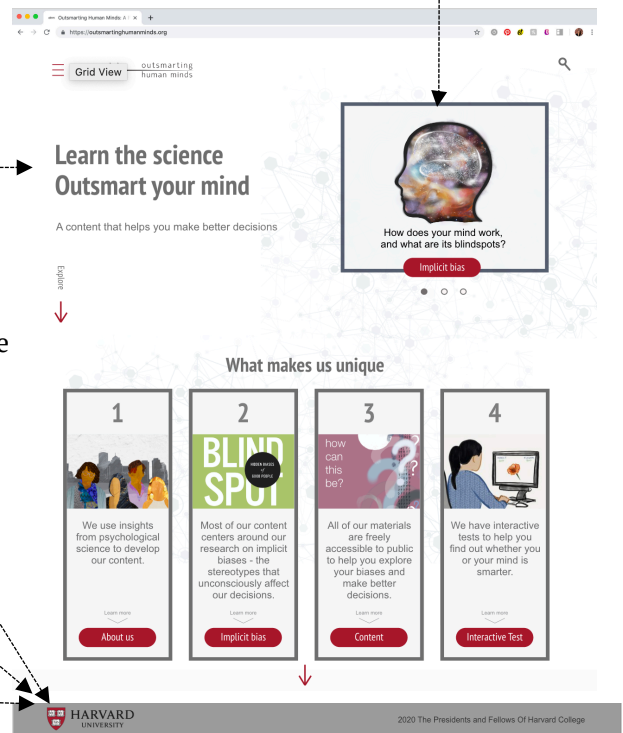 Outsmarting Human Minds: A
https://outsmartinghumanminds.org
Grid View
outsmarting
human minds
Learn the science
Outsmart your mind
A content that helps you make better decisions
How does your mind work,
and what are its blindspots?
Implicit bias
Explore
e
What makes us unique
1
2
3
4
BLIND
SPOT
HIDDEN BIASES
of
GOOD PEOPLE
how
can
this
be?
We use insights
from psychological
science to develop
our content.
Most of our content
centers around our
research on implicit
biases - the
stereotypes that
unconsciously affect
our decisions.
All of our materials
are freely
accessible to public
to help you explore
your biases and
make better
decisions.
We have interactive
tests to help you
find out whether you
or your mind is
smarter.
Learn more
Learn more
Learn more
Learn more
About us
Implicit bias
Content
Interactive Test
HARVARD
UNIVERSITY
2020 The Presidents and Fellows Of Harvard College